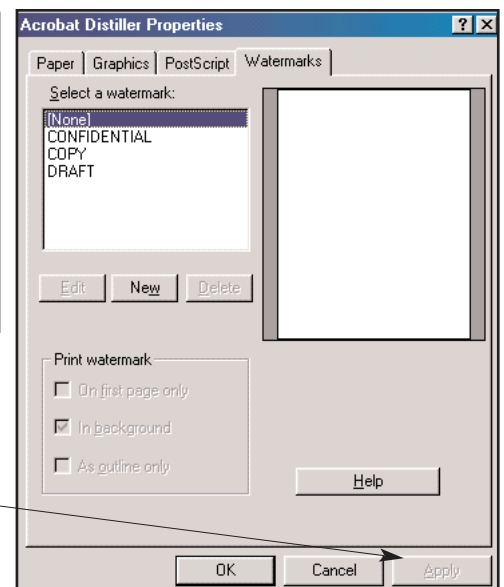 Acrobat Distiller Properties
Paper Graphics PostScript Watermarks
Select a watermark:
[None]
CONFIDENTIAL
COPY
DRAFT
Edit New Delete
Print watermark
On first page only
In background
As outline only
Help
OK Cancel Apply